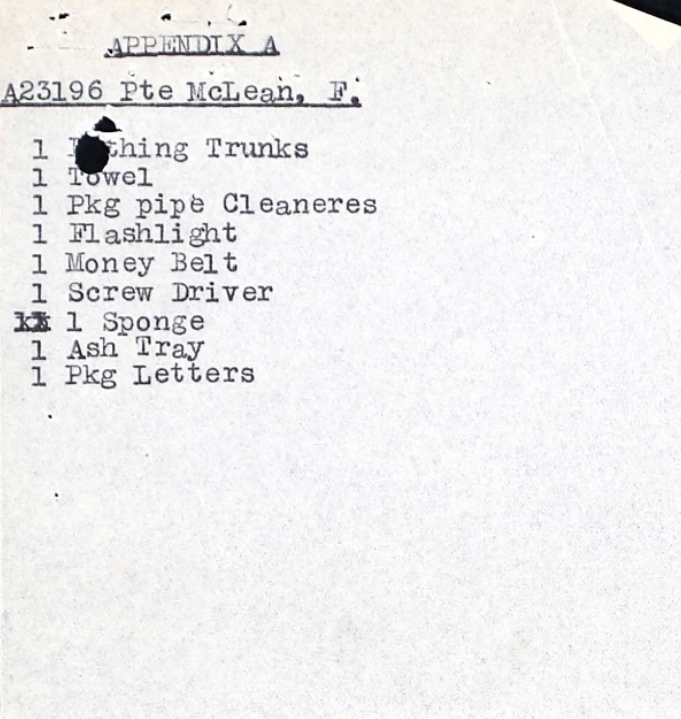 APPENDIX A
A23196 Pte McLean, F.
1 thing Trunks
1 Towel
1 Pkg pipe Cleaneres
1 Flashlight
1 Money Belt
1 Screw Driver
1 Sponge
1 Ash Tray
1 Pkg Letters